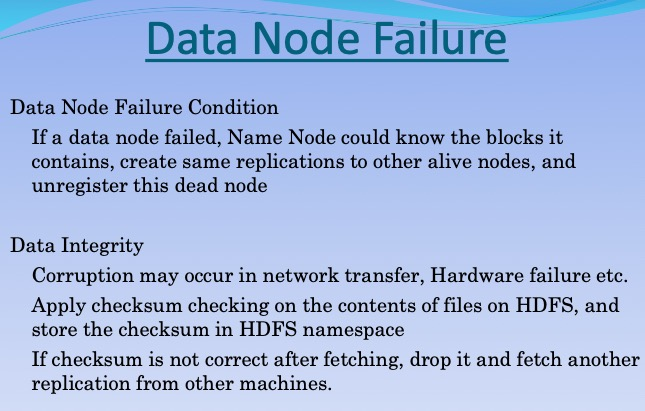 Data Node Failure
Data Node Failure Condition
If a data node failed, Name Node could know the blocks it
contains, create same replications to other alive nodes, and
unregister this dead node
Data Integrity
Corruption may occur in network transfer, Hardware failure etc.
Apply checksum checking on the contents of files on HDFS, and
store the checksum in HDFS namespace
If checksum is not correct after fetching, drop it and fetch another
replication from other machines.